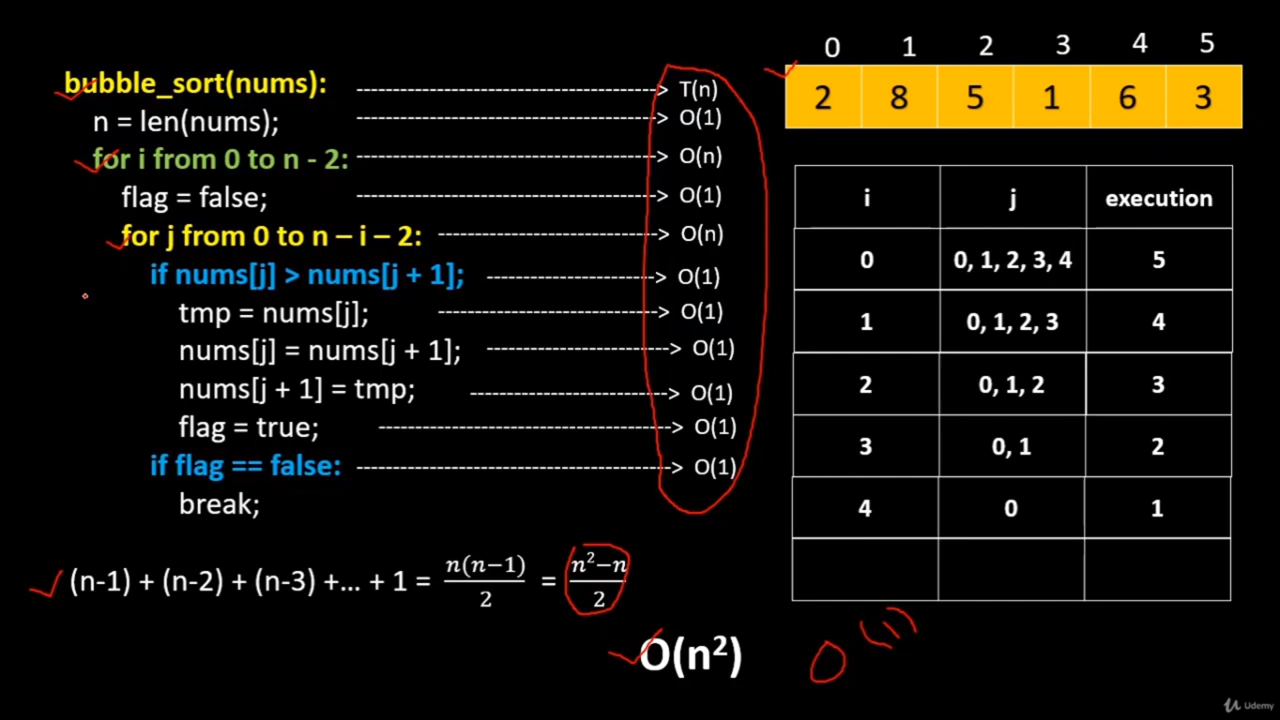 bubble_sort(nums): -> T(n)
n = len(nums); -> O(1)
for i from 0 to n - 2: -> O(n)
flag = false; -> O(1)
for j from 0 to n – i – 2: -> O(n)
if nums[j] > nums[j + 1]; -> O(1)
tmp = nums[j]; -> O(1)
nums[j] = nums[j + 1]; -> O(1)
nums[j + 1] = tmp; -> O(1)
flag = true; -> O(1)
if flag == false: -> O(1)
break;
(n-1) + (n-2) + (n-3) +... + 1 = n(n−1)/2 = n²−n/2
O(n²)
0 1 2 3 4 5
2 8 5 1 6 3
i j execution
0 0, 1, 2, 3, 4 5
1 0, 1, 2, 3 4
2 0, 1, 2 3
3 0, 1 2
4 0 1
O(1)
Udemy